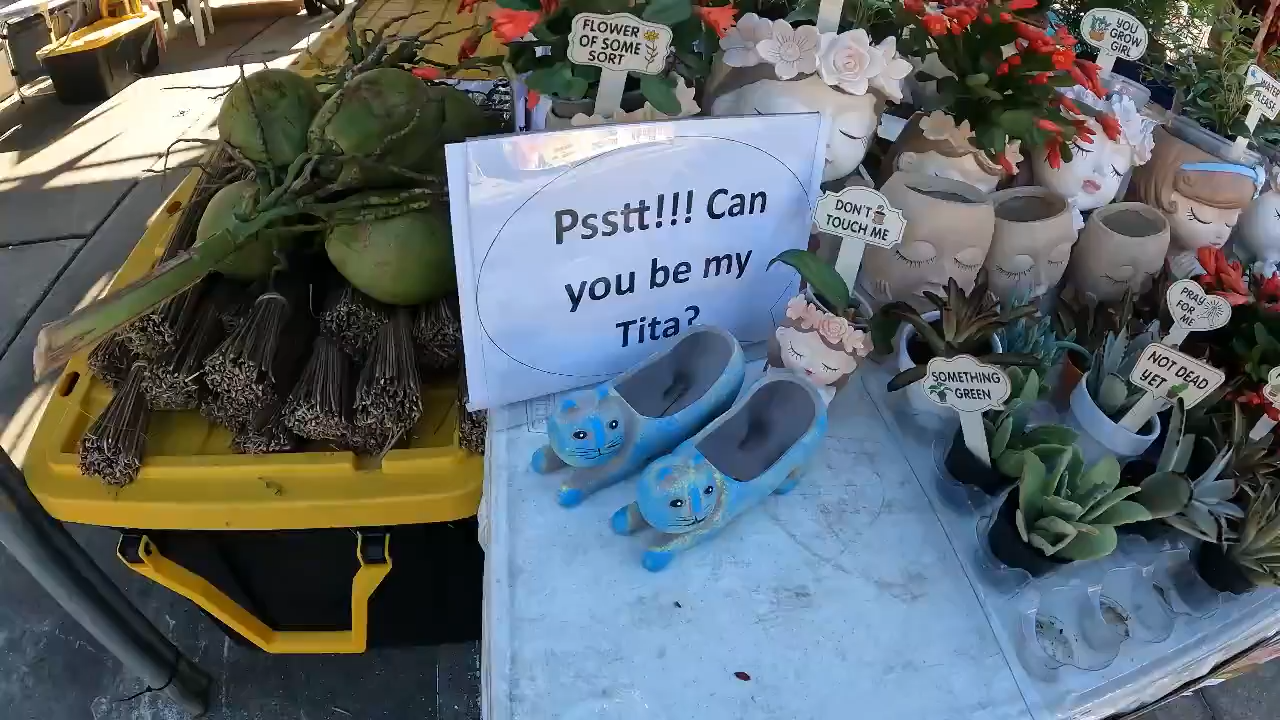 FLOWER
OF SOME
SORT
YOU
GROW
GIRL
Psstt!!! Can
you be my
Tita?
DON'T
TOUCH ME
PRAY
FOR
ME
NOT DEAD
YET
SOMETHING
GREEN